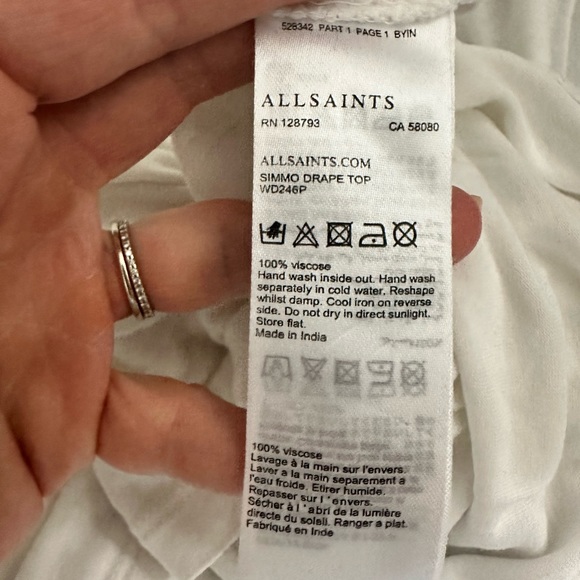 528342 PART 1 PAGE 1 BYIN
ALLSAINTS
RN 128793 CA 58080
ALLSAINTS.COM
SIMMO DRAPE TOP
WD246P
100% viscose
Hand wash inside out. Hand wash
separately in cold water. Reshape
whilst damp. Cool iron on reverse
side. Do not dry in direct sunlight.
Store flat.
Made in India
100% viscose
Lavage à la main sur l'envers.
Laver a la main separement a
l'eau froide. Etirer humide.
Repasser sur l'envers.
Sécher à l'abri de la lumière
directe du soleil. Ranger a plat.
Fabriqué en Inde